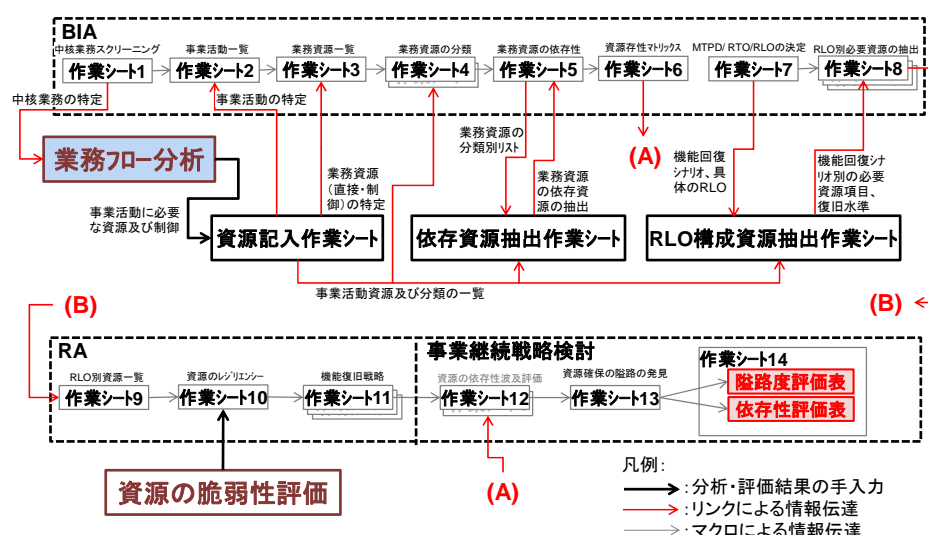 BIA
中核業務スクリーニング
作業シート1
事業活動一覧
作業シート2
業務資源一覧
作業シート3
業務資源の分類
作業シート4
業務資源の依存性
作業シート5
資源存性マトリックス
作業シート6
MTPD/ RTO/RLOの決定
作業シート7
RLO別必要資源の抽出
作業シート8
中核業務の特定
事業活動の特定
業務フロー分析
事業活動に必要
な資源及び制御
業務資源
(直接・制
御)の特定
業務資源の
分類別リスト
業務資源
の依存資
源の抽出
(A)
機能回復
シナリオ、具
体のRLO
機能回復シナ
リオ別の必要
資源項目、
復旧水準
資源記入作業シート
依存資源抽出作業シート
RLO構成資源抽出作業シート
事業活動資源及び分類の一覧
(B)
(B)
RA
RLO別資源一覧
作業シート9
資源のレジリエンシー
作業シート10
機能復旧戦略
作業シート11
事業継続戦略検討
資源の依存性波及評価
作業シート12
資源確保の隘路の発見
作業シート13
作業シート14
隘路度評価表
依存性評価表
資源の脆弱性評価
(A)
凡例:
:分析・評価結果の手入力
:リンクによる情報伝達
:マクロによる情報伝達